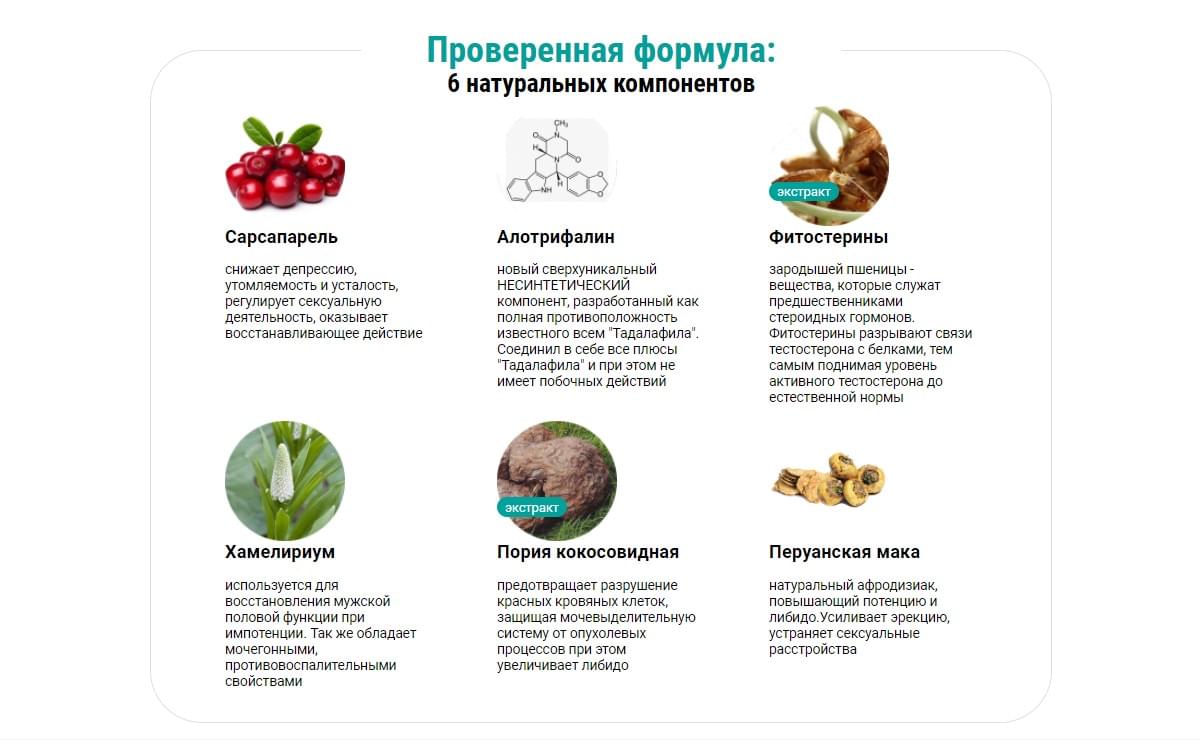 Проверенная формула:
6 натуральных компонентов
CH₃
O
N
H
N
O
H
NH
O
O
экстракт
Сарсапарель
снижает депрессию,
утомляемость и усталость,
регулирует сексуальную
деятельность, оказывает
восстанавливающее действие
Алотрифалин
новый сверхуникальный
НЕСИНТЕТИЧЕСКИЙ
компонент, разработанный как
полная противоположность
известного всем "Тадалафила".
Соединил в себе все плюсы
"Тадалафила" и при этом не
имеет побочных действий
Фитостерины
зародышей пшеницы -
вещества, которые служат
предшественниками
стероидных гормонов.
Фитостерины разрывают связи
тестостерона с белками, тем
самым поднимая уровень
активного тестостерона до
естественной нормы
Хамелириум
используется для
восстановления мужской
половой функции при
импотенции. Так же обладает
мочегонными,
противовоспалительными
свойствами
экстракт
Пория кокосовидная
предотвращает разрушение
красных кровяных клеток,
защищая мочевыделительную
систему от опухолевых
процессов при этом
увеличивает либидо
Перуанская мака
натуральный афродизиак,
повышающий потенцию и
либидо.Усиливает эрекцию,
устраняет сексуальные
расстройства